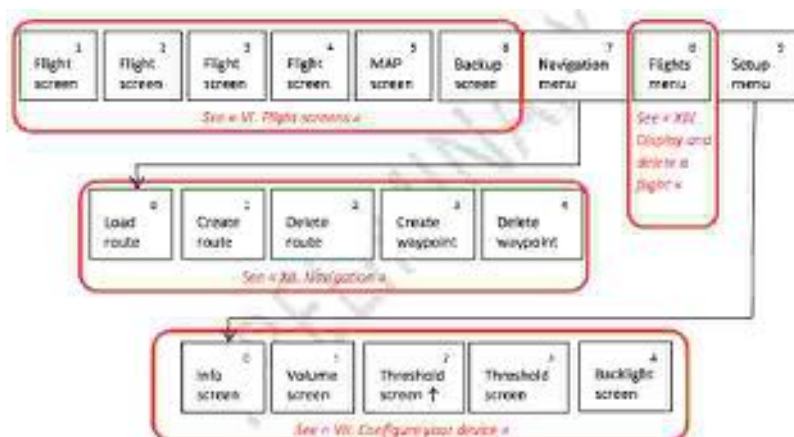 1
Flight
screen
2
Flight
screen
3
Flight
screen
4
Flight
screen
5
MAP
screen
6
Backup
screen
7
Navigation
menu
8
Flights
menu
9
Setup
menu
See « VI. Flight screens «
See « XIV.
Display and
delete a
flight «
0
Load
route
1
Create
route
2
Delete
route
3
Create
waypoint
4
Delete
waypoint
See « XII. Navigation «
0
Info
screen
1
Volume
screen
2
Threshold
screen ↑
3
Threshold
screen
4
Backlight
screen
See « VII. Configure your device «